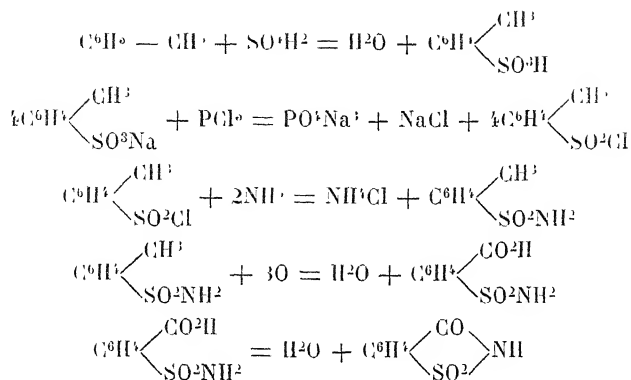 CH³
C⁶H⁵ — CH³ + SO⁴H² = H²O + C⁶H⁴
SO³H
CH³ CH³
4C⁶H⁴ + PCl⁵ = PO⁴Na³ + NaCl + 4C⁶H⁴
SO³Na SO²Cl
CH³ CH³
C⁶H⁴ + 2NH³ = NH⁴Cl + C⁶H⁴
SO²Cl SO²NH²
CH³ CO²H
C⁶H⁴ + 3O = H²O + C⁶H⁴
SO²NH² SO²NH²
CO²H CO
C⁶H⁴ = H²O + C⁶H⁴ NH
SO²NH² SO²